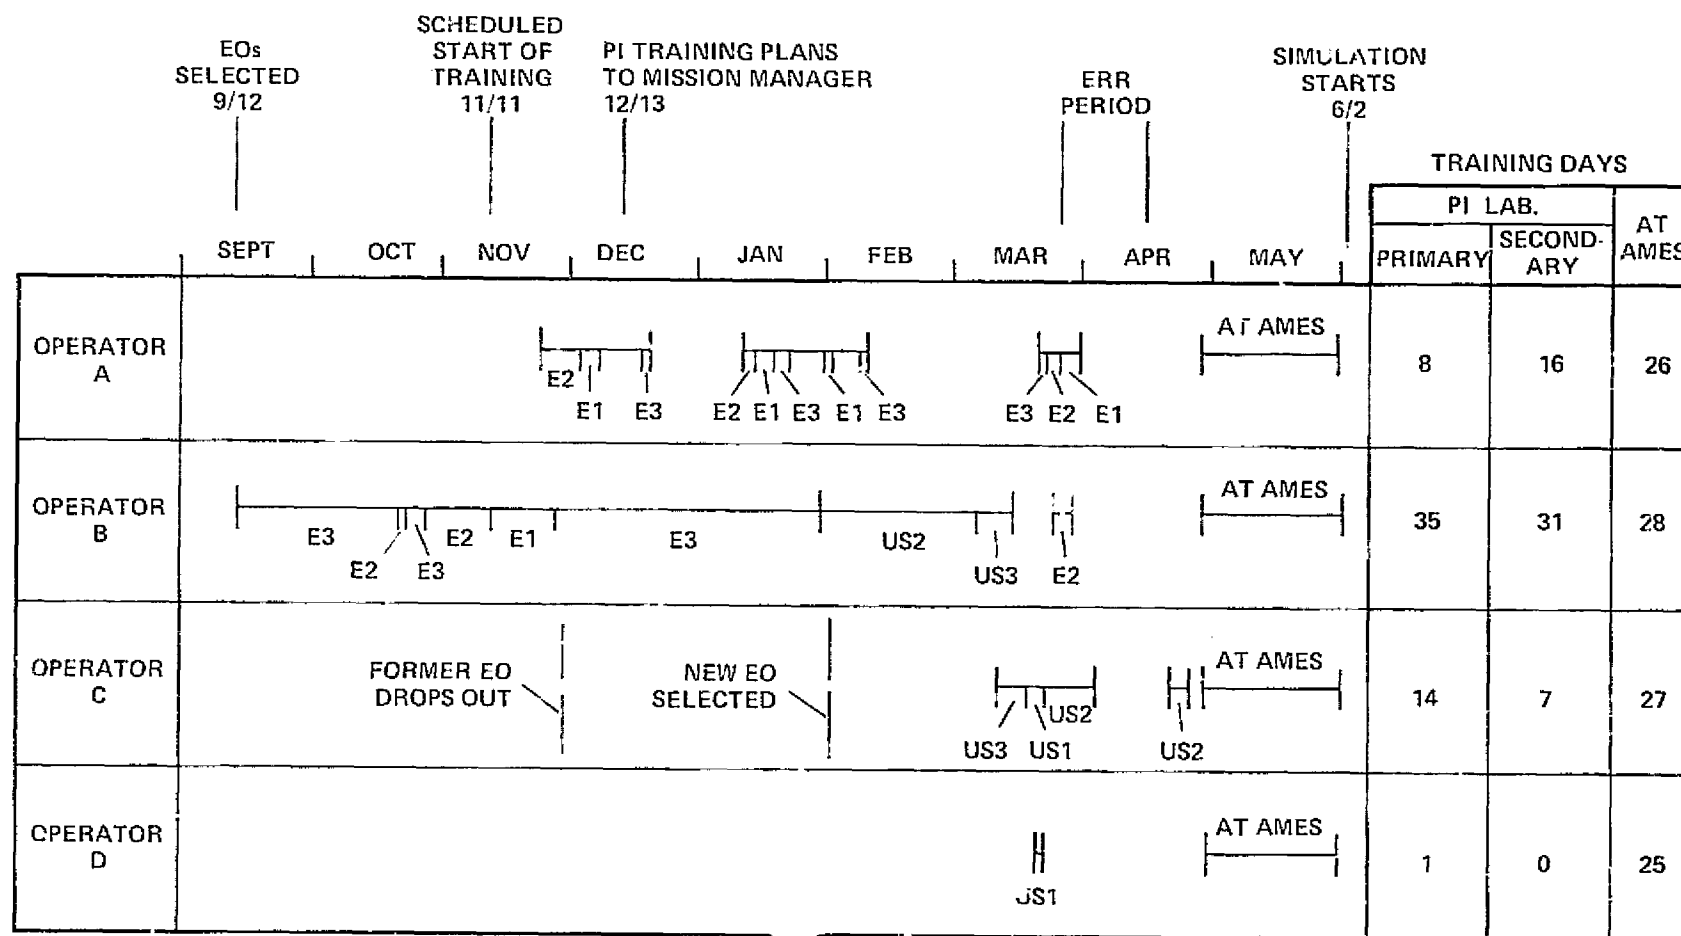 EOs
SELECTED
9/12
SCHEDULED
START OF
TRAINING
11/11
PI TRAINING PLANS
TO MISSION MANAGER
12/13
ERR
PERIOD
SIMULATION
STARTS
6/2
TRAINING DAYS
PI LAB.
AT
AMES
PRIMARY
SECOND-
ARY
SEPT OCT NOV DEC JAN FEB MAR APR MAY
OPERATOR
A
AT AMES
E2
E1 E3 E2 E1 E3 E1 E3 E3 E2 E1
8 16 26
OPERATOR
B
AT AMES
E3 E2 E1 E3 US2
E2 E3 US3 E2
35 31 28
OPERATOR
C
FORMER EO
DROPS OUT
NEW EO
SELECTED
AT AMES
US2
US3 US1 US2
14 7 27
OPERATOR
D
AT AMES
US1
1 0 25